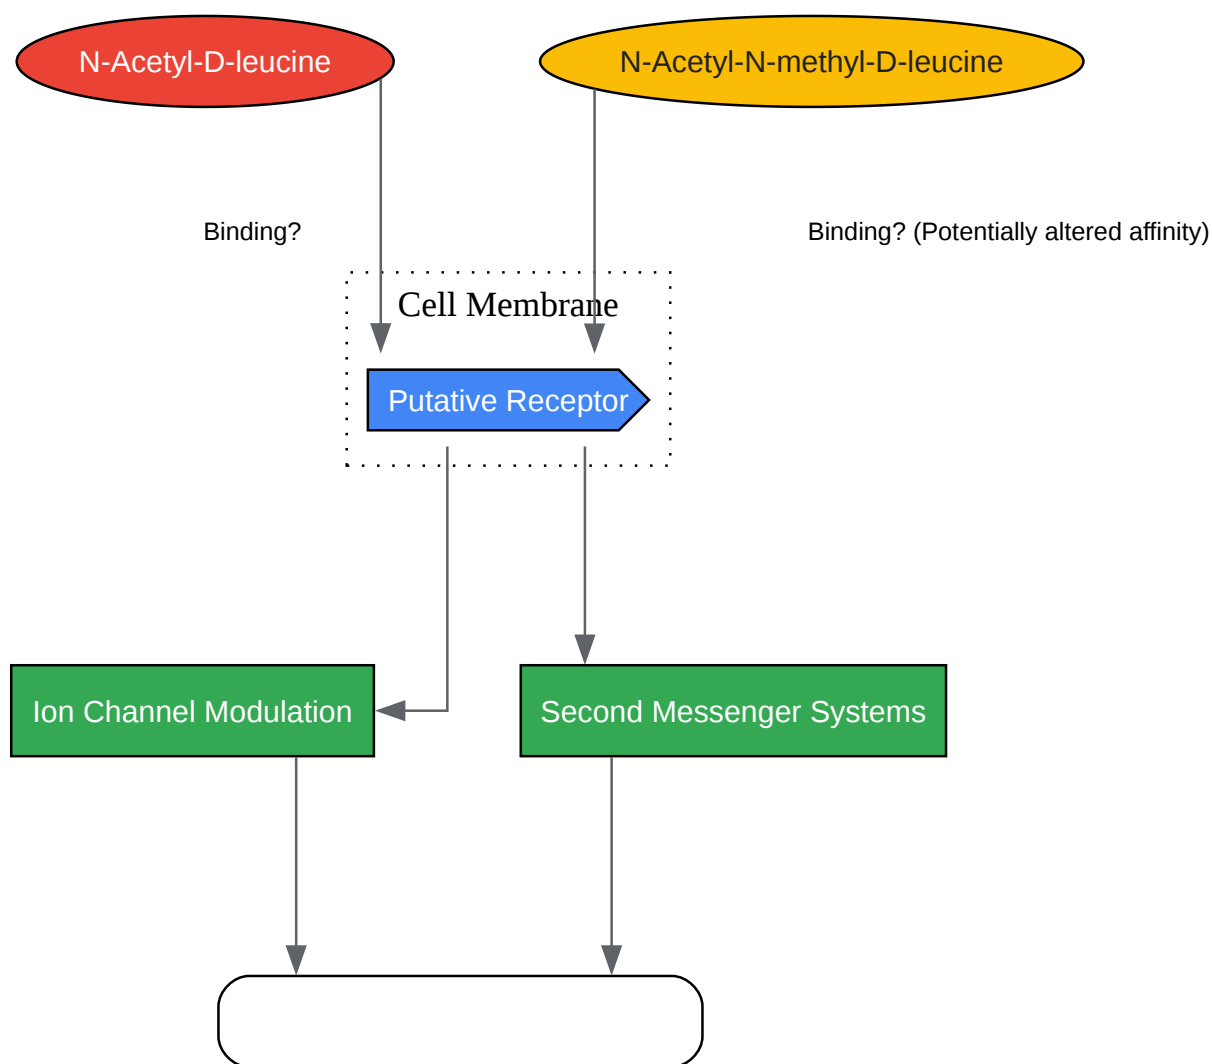 N-Acetyl-D-leucine
N-Acetyl-N-methyl-D-leucine
Binding?
Binding? (Potentially altered affinity)
Cell Membrane
Putative Receptor
Ion Channel Modulation
Second Messenger Systems